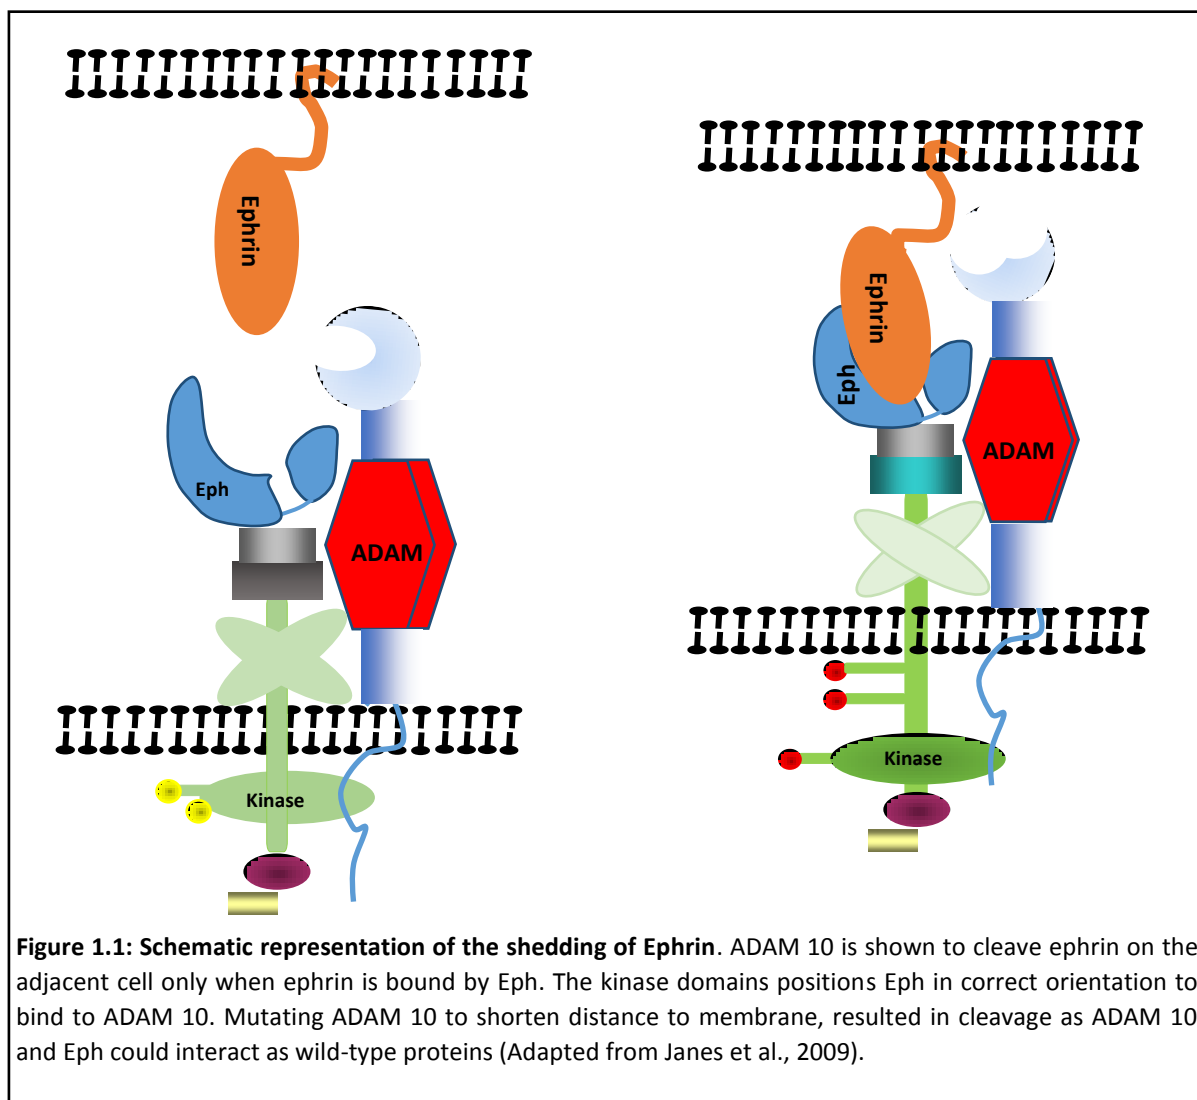 Ephrin
Eph
ADAM
Kinase
Ephrin
Eph
ADAM
Kinase
Figure 1.1: Schematic representation of the shedding of Ephrin. ADAM 10 is shown to cleave ephrin on the
adjacent cell only when ephrin is bound by Eph. The kinase domains positions Eph in correct orientation to
bind to ADAM 10. Mutating ADAM 10 to shorten distance to membrane, resulted in cleavage as ADAM 10
and Eph could interact as wild-type proteins (Adapted from Janes et al., 2009).